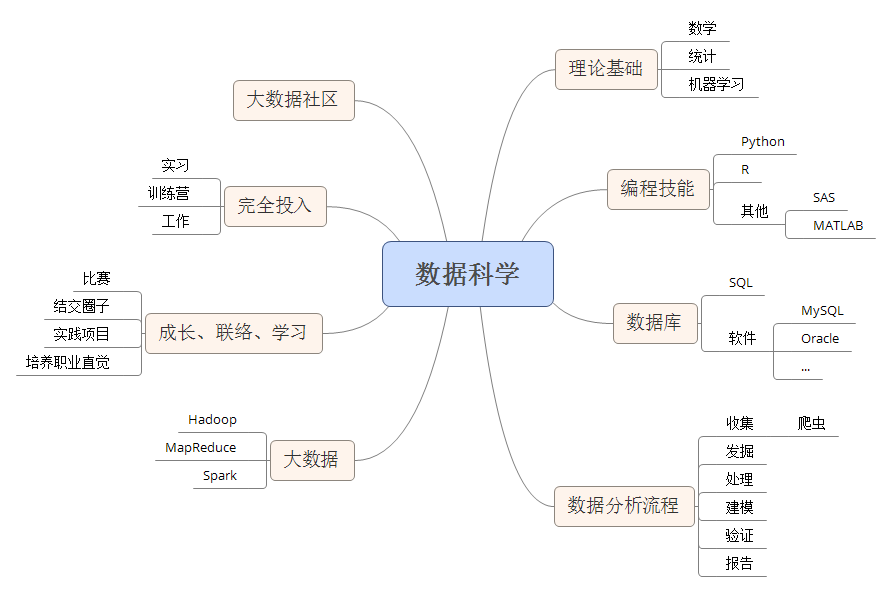 数据科学
理论基础
数学
统计
机器学习
编程技能
Python
R
其他
SAS
MATLAB
数据库
SQL
软件
MySQL
Oracle
...
数据分析流程
收集
爬虫
发掘
处理
建模
验证
报告
大数据社区
完全投入
实习
训练营
工作
成长、联络、学习
比赛
结交圈子
实践项目
培养职业直觉
大数据
Hadoop
MapReduce
Spark